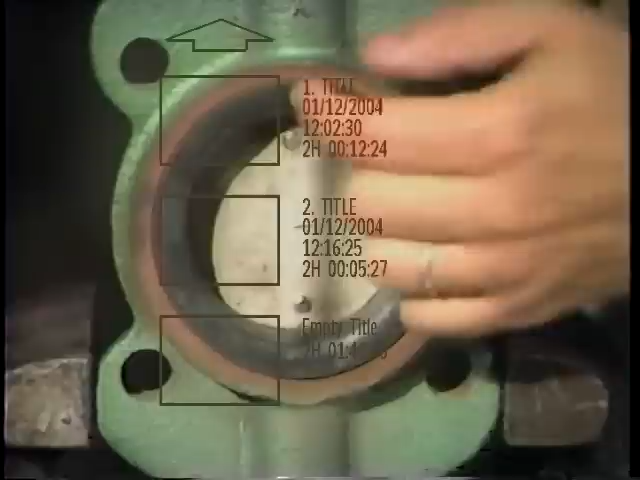 1. TITLE
01/12/2004
12:02:30
2H 00:12:24
2. TITLE
01/12/2004
12:16:25
2H 00:05:27
Empty Title
2H